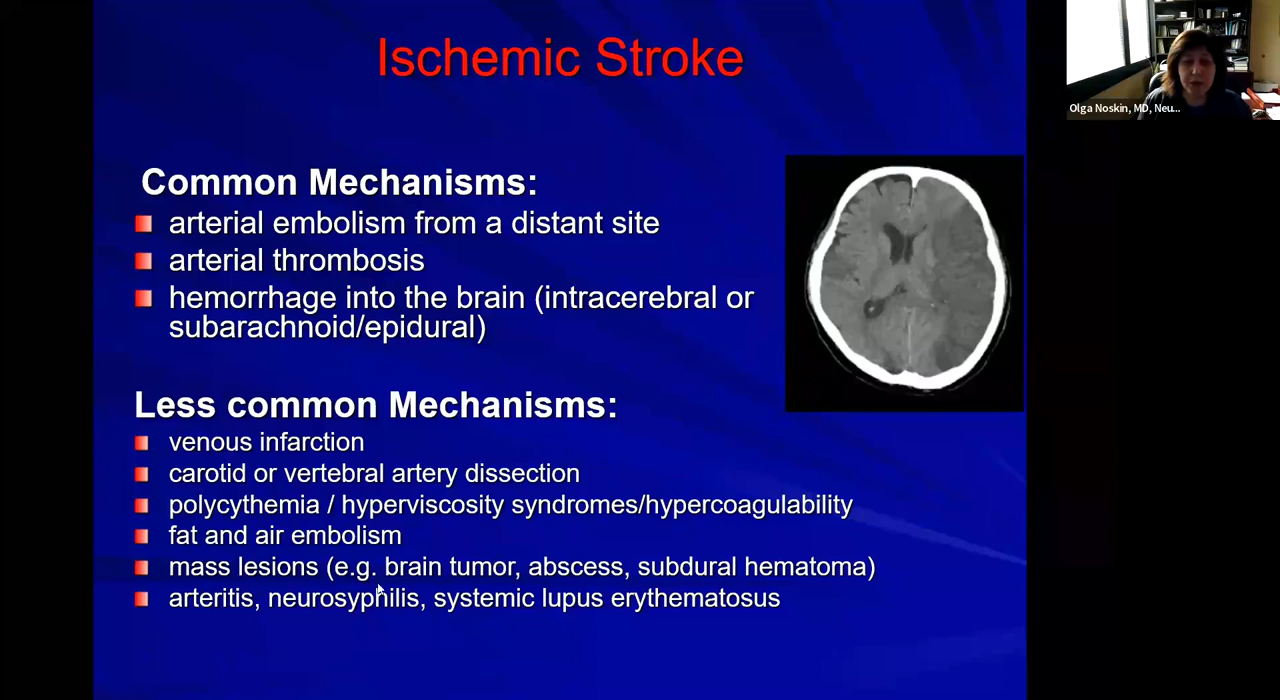 Ischemic Stroke
Olga Noskin, MD, Neu...
Common Mechanisms:
arterial embolism from a distant site
arterial thrombosis
hemorrhage into the brain (intracerebral or
subarachnoid/epidural)
Less common Mechanisms:
venous infarction
carotid or vertebral artery dissection
polycythemia / hyperviscosity syndromes/hypercoagulability
fat and air embolism
mass lesions (e.g. brain tumor, abscess, subdural hematoma)
arteritis, neurosyphilis, systemic lupus erythematosus